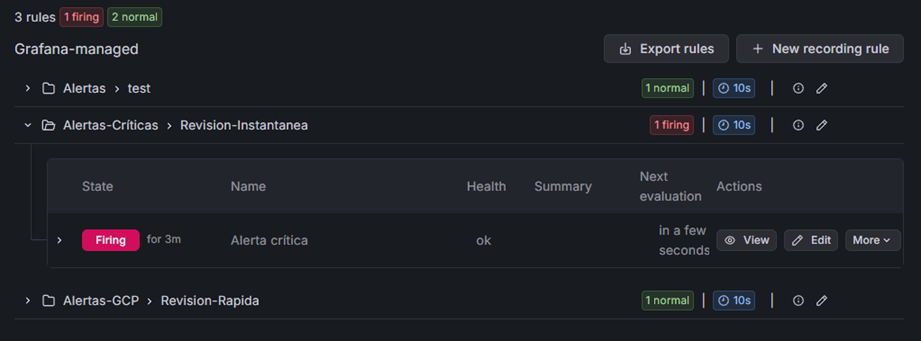 3 rules 1 firing 2 normal
Grafana-managed Export rules New recording rule
Alertas > test 1 normal | 10s |
Alertas-Críticas > Revision-Instantanea 1 firing | 10s |
State Name Health Summary Next evaluation Actions
Firing for 3m Alerta crítica ok in a few seconds View Edit More
Alertas-GCP > Revision-Rapida 1 normal | 10s |